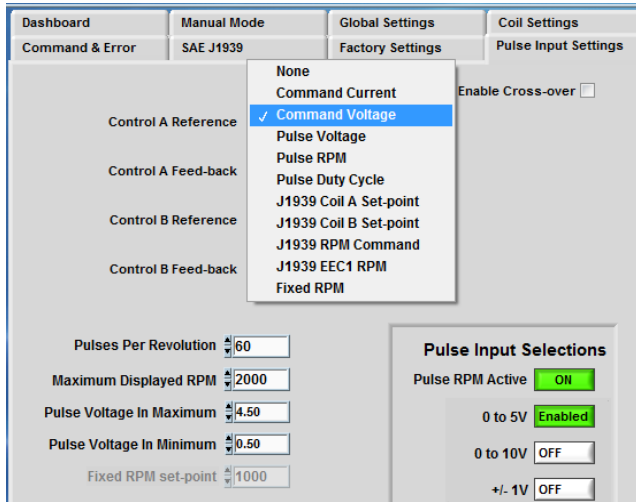 Dashboard Manual Mode Global Settings Coil Settings
Command & Error SAE J1939 Factory Settings Pulse Input Settings
None
Command Current Enable Cross-over
Control A Reference ✓ Command Voltage
Pulse Voltage
Pulse RPM
Control A Feed-back Pulse Duty Cycle
J1939 Coil A Set-point
Control B Reference J1939 Coil B Set-point
J1939 RPM Command
Control B Feed-back J1939 EEC1 RPM
Fixed RPM
Pulses Per Revolution 60
Maximum Displayed RPM 2000
Pulse Voltage In Maximum 4.50
Pulse Voltage In Minimum 0.50
Fixed RPM set-point 1000
Pulse Input Selections
Pulse RPM Active ON
0 to 5V Enabled
0 to 10V OFF
+/- 1V OFF